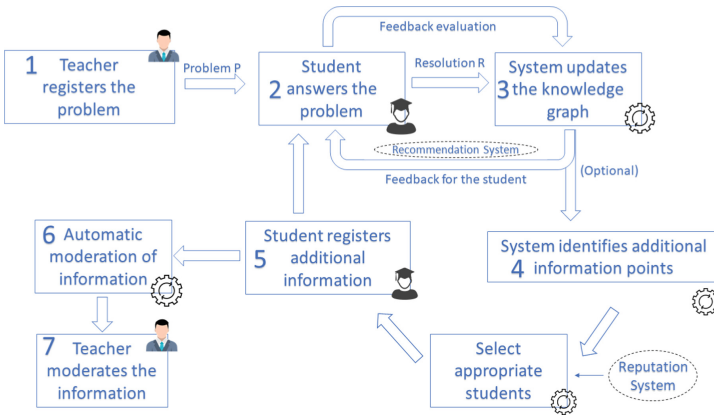 Feedback evaluation
1 Teacher
registers the
problem
Problem P
2 Student
answers the
problem
Resolution R
3 System updates
the knowledge
graph
Recommendation System
Feedback for the student
(Optional)
6 Automatic
moderation of
information
Student registers
5 additional
information
System identifies additional
4 information points
7 Teacher
moderates the
information
Select
appropriate
students
Reputation
System